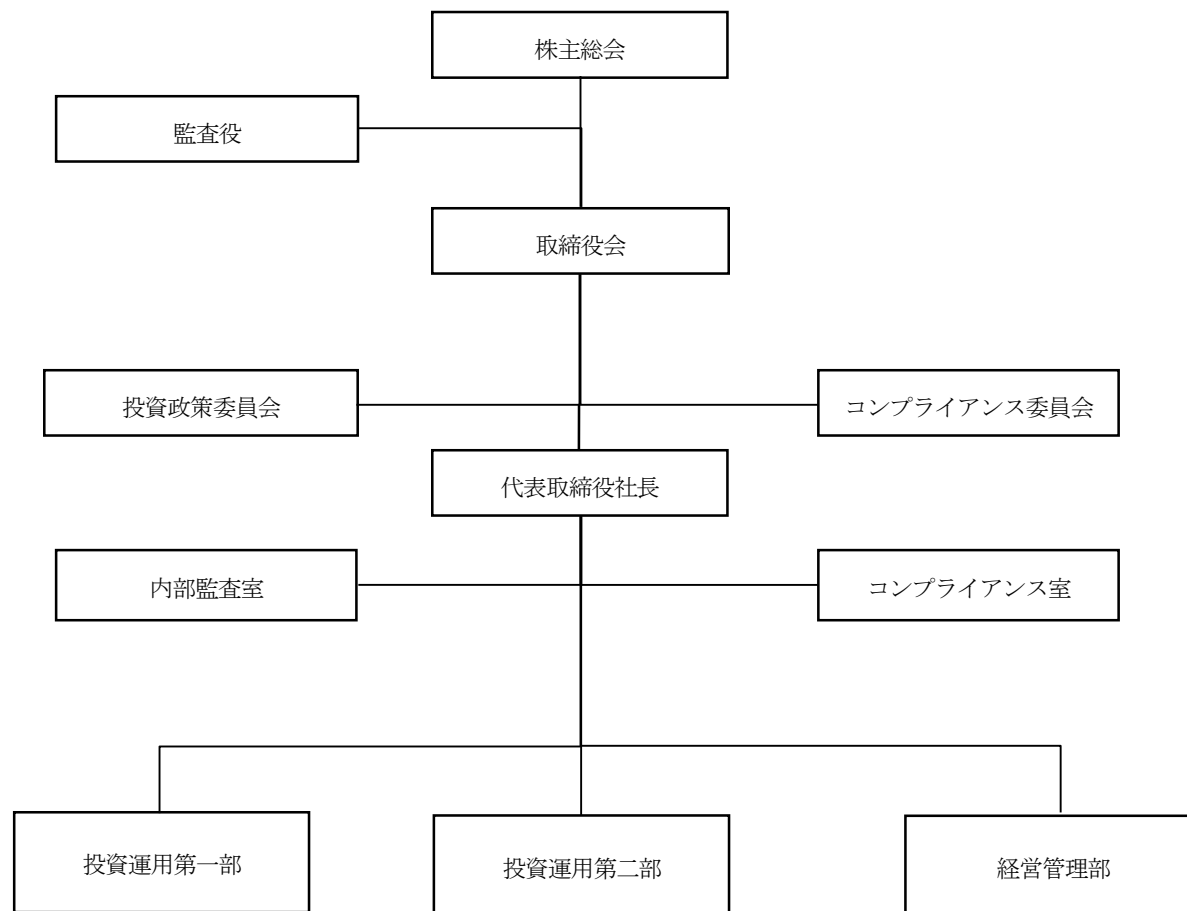 株主総会
監査役
取締役会
投資政策委員会
コンプライアンス委員会
代表取締役社長
内部監査室
コンプライアンス室
投資運用第一部
投資運用第二部
経営管理部